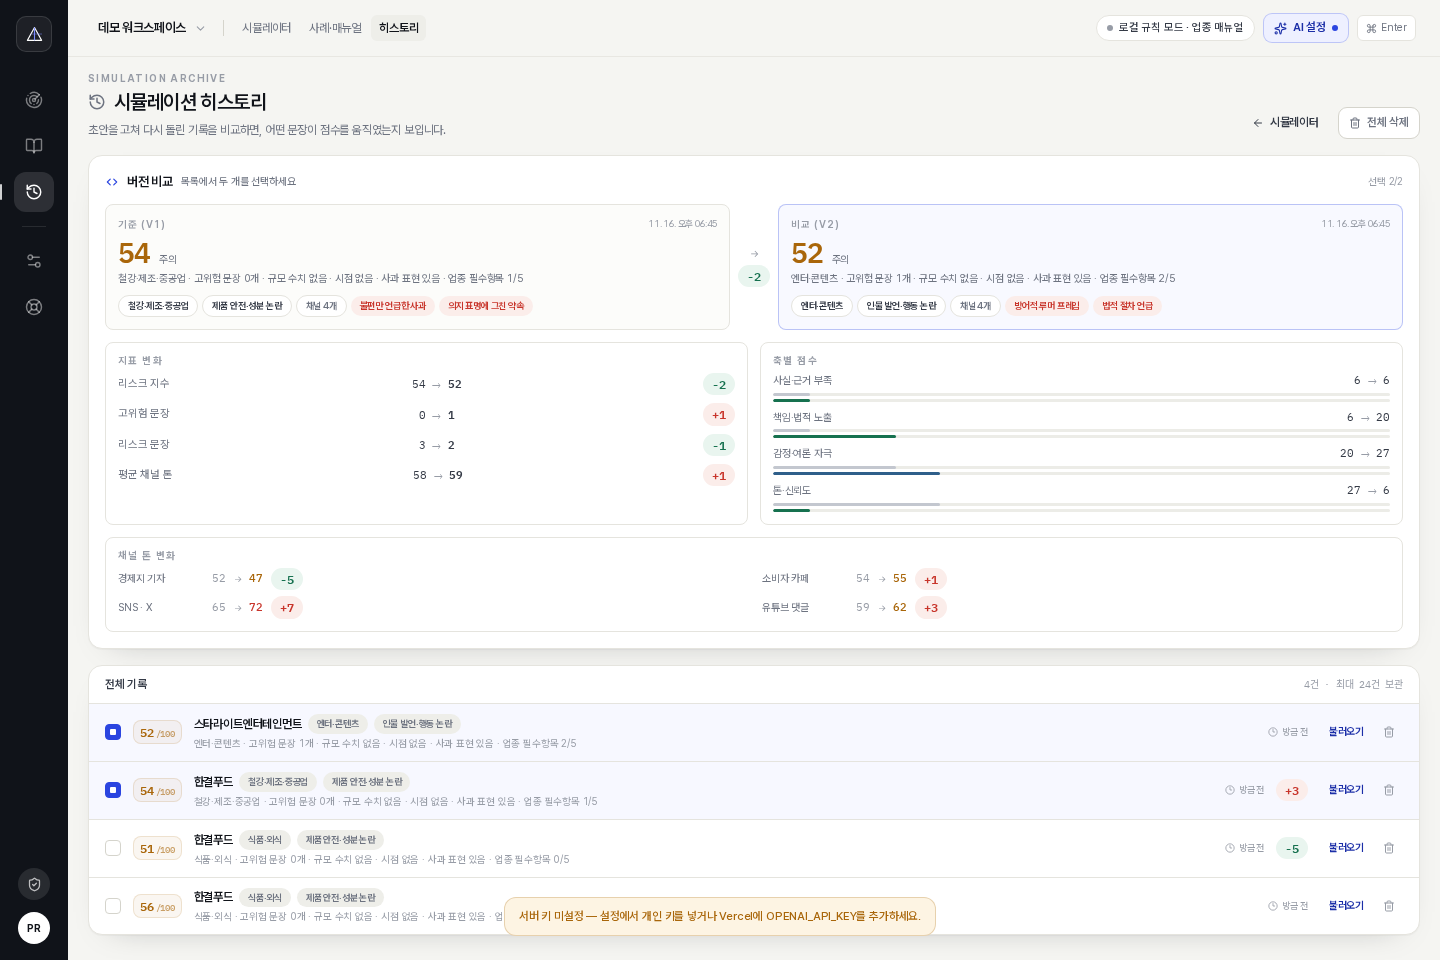 데모 워크스페이스 시뮬레이터 사례·매뉴얼 히스토리 로컬 규칙 모드 · 업종 매뉴얼 AI 설정 ⌘ Enter
SIMULATION ARCHIVE
시뮬레이션 히스토리
초안을 고쳐 다시 돌린 기록을 비교하면, 어떤 문장이 점수를 움직였는지 보입니다.
← 시뮬레이터 전체 삭제
버전 비교 목록에서 두 개를 선택하세요 선택 2/2
기준 (V1) 11. 16. 오후 06:45
54 주의
철강·제조·중공업 · 고위험 문장 0개 · 규모 수치 없음 · 시점 없음 · 사과 표현 있음 · 업종 필수항목 1/5
철강·제조·중공업 제품 안전·성분 논란 채널 4개 불편만 언급한 사과 의지 표명에 그친 약속
→
-2
비교 (V2) 11. 16. 오후 06:45
52 주의
엔터·콘텐츠 · 고위험 문장 1개 · 규모 수치 없음 · 시점 없음 · 사과 표현 있음 · 업종 필수항목 2/5
엔터·콘텐츠 인물 발언·행동 논란 채널 4개 방어적 루머 프레임 법적 절차 언급
지표 변화
리스크 지수 54 → 52 -2
고위험 문장 0 → 1 +1
리스크 문장 3 → 2 -1
평균 채널 톤 58 → 59 +1
축별 점수
사실·근거 부족 6 → 6
책임·법적 노출 6 → 20
감정·여론 자극 20 → 27
톤·신뢰도 27 → 6
채널 톤 변화
경제지 기자 52 → 47 -5 소비자 카페 54 → 55 +1
SNS · X 65 → 72 +7 유튜브 댓글 59 → 62 +3
전체 기록 4건 · 최대 24건 보관
52/100 스타라이트엔터테인먼트 엔터·콘텐츠 인물 발언·행동 논란 방금 전 불러오기
엔터·콘텐츠 · 고위험 문장 1개 · 규모 수치 없음 · 시점 없음 · 사과 표현 있음 · 업종 필수항목 2/5
54/100 한결푸드 철강·제조·중공업 제품 안전·성분 논란 방금 전 +3 불러오기
철강·제조·중공업 · 고위험 문장 0개 · 규모 수치 없음 · 시점 없음 · 사과 표현 있음 · 업종 필수항목 1/5
51/100 한결푸드 식품·외식 제품 안전·성분 논란 방금 전 -5 불러오기
식품·외식 · 고위험 문장 0개 · 규모 수치 없음 · 시점 없음 · 사과 표현 있음 · 업종 필수항목 0/5
56/100 한결푸드 식품·외식 제품 안전·성분 논란 방금 전 불러오기
식품·외식 · 고위험 문장 0개 · 규모 수치 없음 · 시점 없음 · 사과 표현 있음 · 업
서버 키 미설정 — 설정에서 개인 키를 넣거나 Vercel에 OPENAI_API_KEY를 추가하세요.
PR